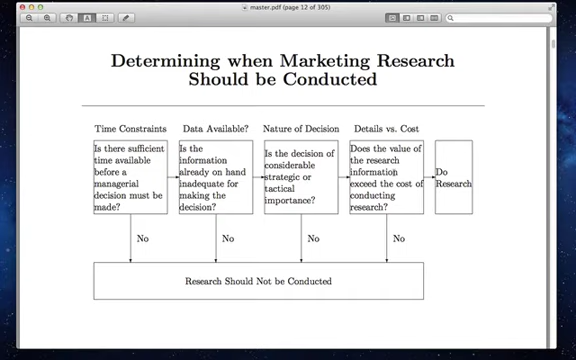 master.pdf (page 12 of 305)
Determining when Marketing Research
Should be Conducted
Time Constraints
Data Available?
Nature of Decision
Details vs. Cost
Is there sufficient
time available
before a
managerial
decision must be
made?
Is the
information
already on hand
inadequate for
making the
decision?
Is the decision of
considerable
strategic or
tactical
importance?
Does the value of
the research
information
exceed the cost of
conducting
research?
Do
Research
No
No
No
No
Research Should Not be Conducted